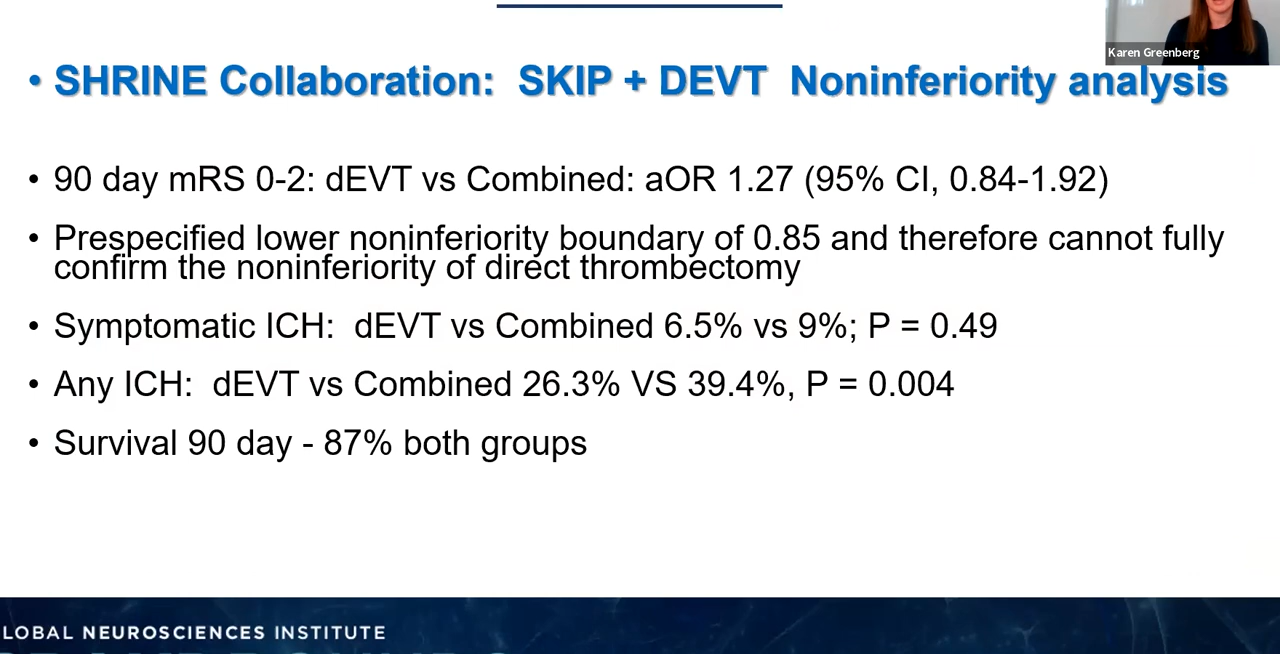 Karen Greenberg
• SHRINE Collaboration:  SKIP + DEVT  Noninferiority analysis
• 90 day mRS 0-2: dEVT vs Combined: aOR 1.27 (95% CI, 0.84-1.92)
• Prespecified lower noninferiority boundary of 0.85 and therefore cannot fully
confirm the noninferiority of direct thrombectomy
• Symptomatic ICH:  dEVT vs Combined 6.5% vs 9%; P = 0.49
• Any ICH:  dEVT vs Combined 26.3% VS 39.4%, P = 0.004
• Survival 90 day - 87% both groups
LOBAL NEUROSCIENCES INSTITUTE